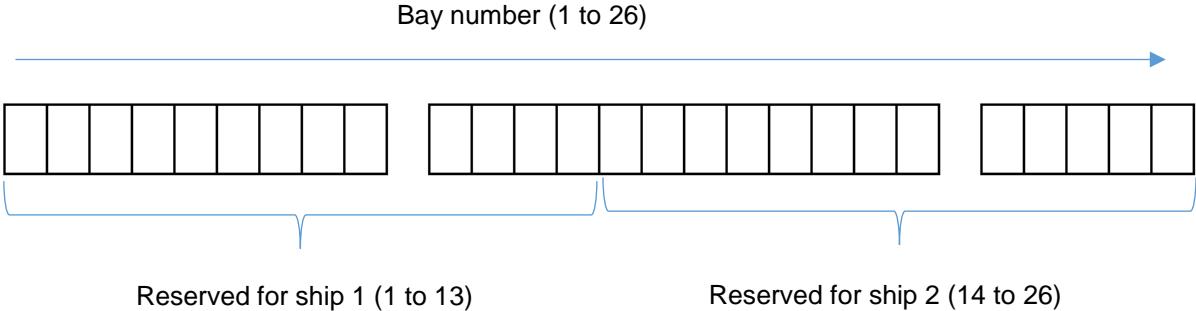 Bay number (1 to 26)
Reserved for ship 1 (1 to 13)
Reserved for ship 2 (14 to 26)